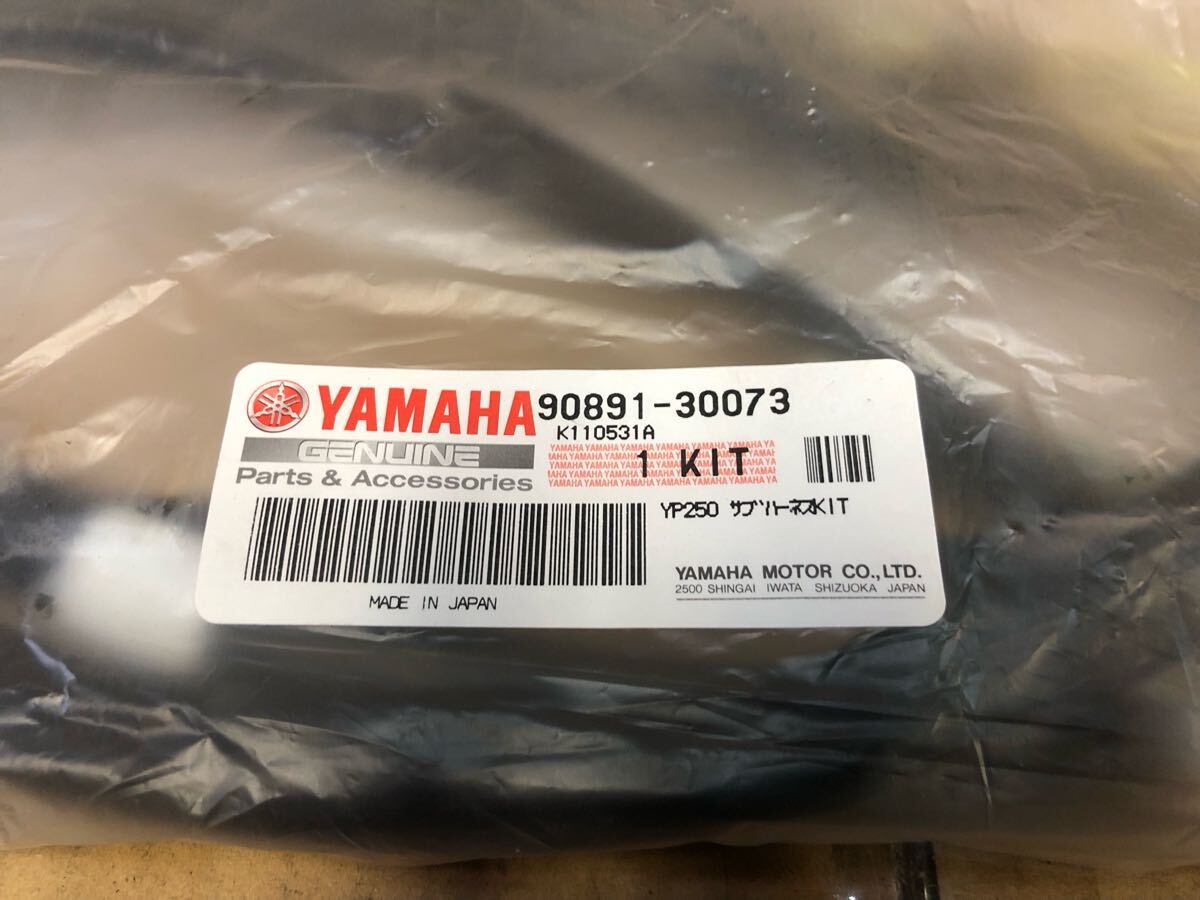 YAMAHA 90891-30073
K110531A
GENUINE
Parts & Accessories
1 KIT
YP250 サブハーネスKIT
YAMAHA MOTOR CO.,LTD.
2500 SHINGAI IWATA SHIZUOKA JAPAN
MADE IN JAPAN